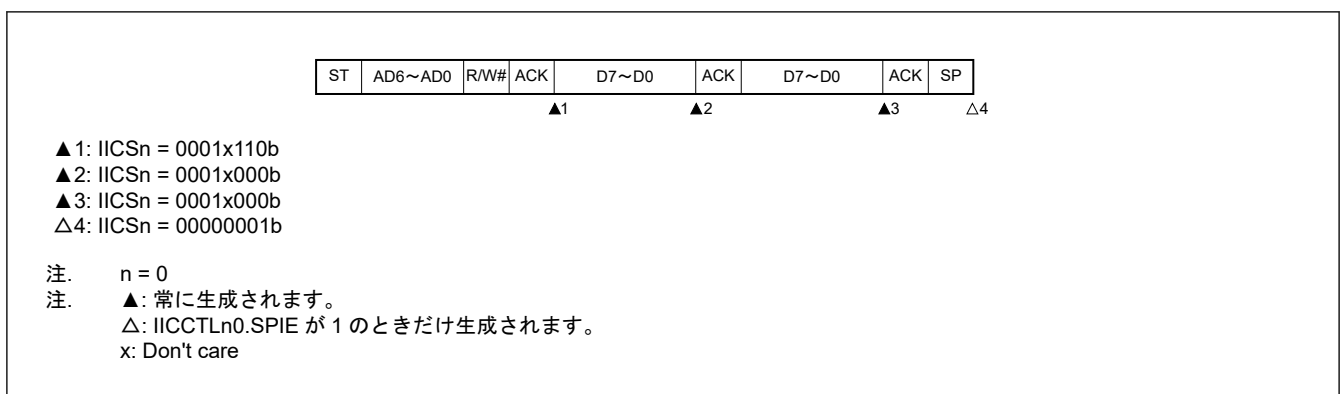 ST AD6～AD0 R/W# ACK D7～D0 ACK D7～D0 ACK SP
▲1 ▲2 ▲3 △4
▲1: IICSn = 0001x110b
▲2: IICSn = 0001x000b
▲3: IICSn = 0001x000b
△4: IICSn = 00000001b
注. n = 0
注. ▲: 常に生成されます。
△: IICCTLn0.SPIE が 1 のときだけ生成されます。
x: Don't care